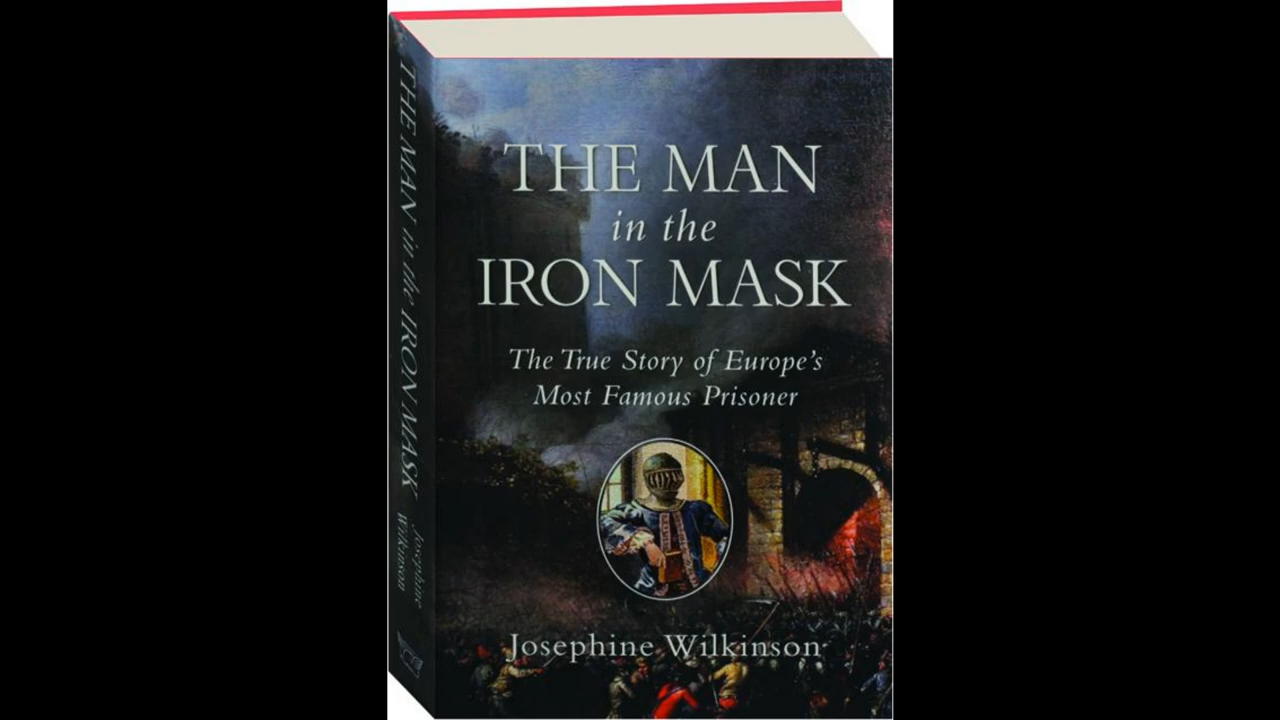 THE MAN in the IRON MASK
Josephine
Wilkinson
THE MAN
in the
IRON MASK
The True Story of Europe's
Most Famous Prisoner
Josephine Wilkinson